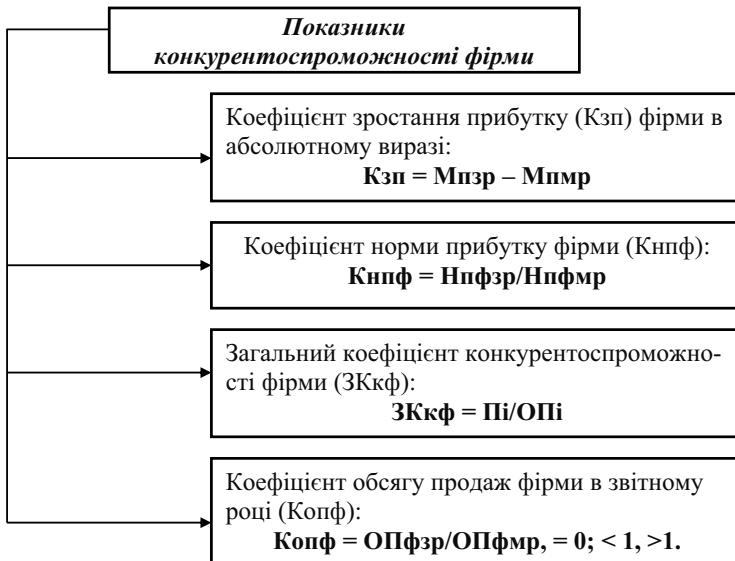 Показники
конкурентоспроможності фірми
Коефіцієнт зростання прибутку (Кзп) фірми в
абсолютному виразі:
Кзп = Мпзр – Мпмр
Коефіцієнт норми прибутку фірми (Кнпф):
Кнпф = Нпфзр/Нпфмр
Загальний коефіцієнт конкурентоспроможно-
сті фірми (ЗКкф):
ЗКкф = Пі/ОПі
Коефіцієнт обсягу продаж фірми в звітному
році (Копф):
Копф = ОПфзр/ОПфмр, = 0; < 1, >1.